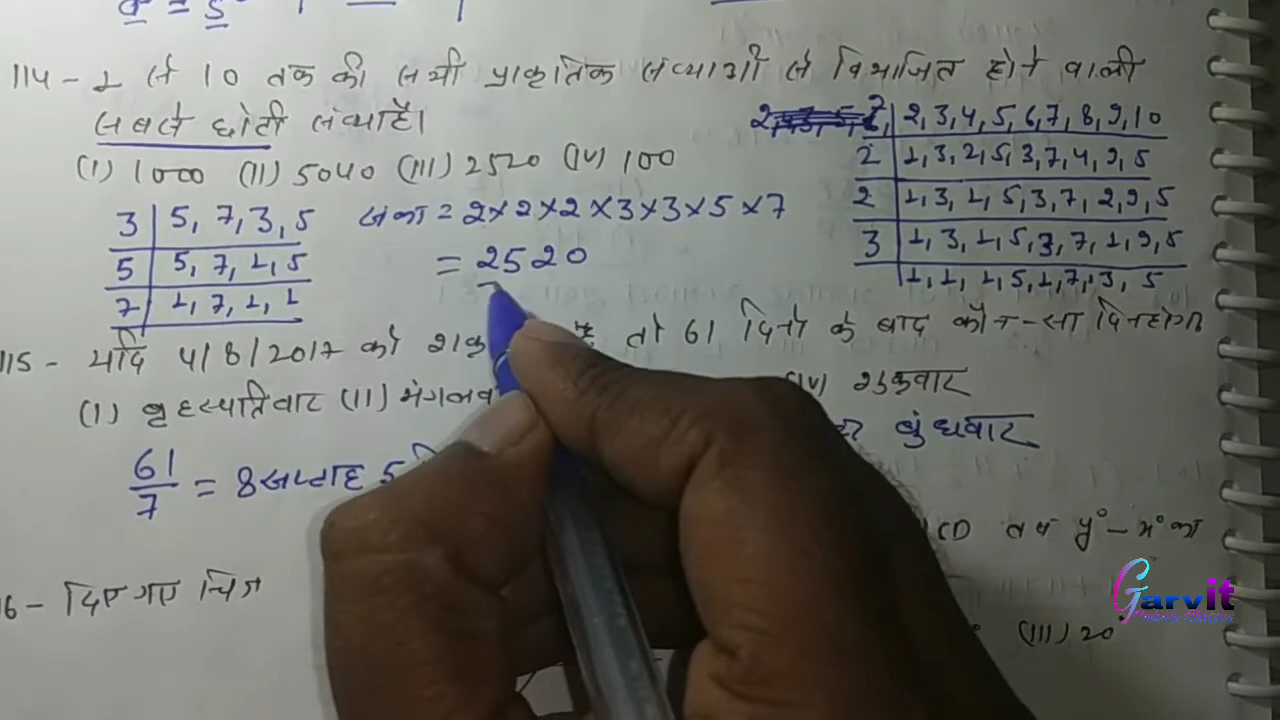 114 - 2 से 10 तक की सभी प्राकृतिक संख्याओं से विभाजित होने वाली
सबसे छोटी संख्या है।
(I) 1000 (II) 5040 (III) 2520 (IV) 100
2, 3, 4, 5, 6, 7, 8, 9, 10
2 | 1, 3, 2, 5, 3, 7, 4, 9, 5
2 | 1, 3, 1, 5, 3, 7, 2, 9, 5
3 | 1, 3, 1, 5, 3, 7, 1, 9, 5
1, 1, 1, 5, 1, 7, 3, 5
3 | 5, 7, 3, 5
5 | 5, 7, 1, 5
7 | 1, 7, 1, 1
= 2×2×2×3×3×5×7
= 2520
115 - यदि 4/8/2017 को है तो 61 दिनो के बाद कौन-सा दिन होगा
(I) बृहस्पतिवार (II) (IV) शुक्रवार
बुधवार
61/7 = 8 सप्ताह 5
16 - दिए गए चित्र
CD तब y° - x° का
(III) 20
Garvit